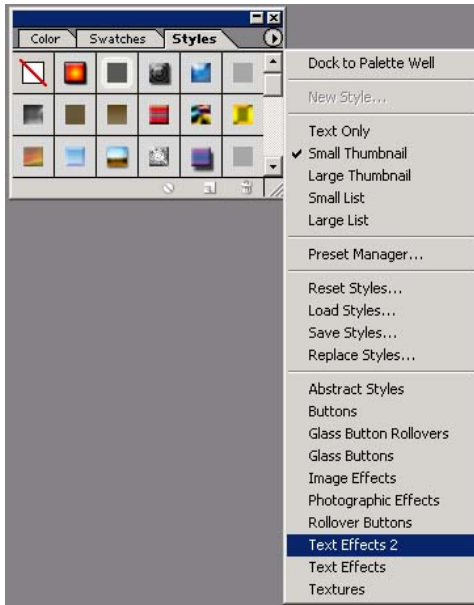 Color Swatches Styles
Dock to Palette Well
New Style...
Text Only
Small Thumbnail
Large Thumbnail
Small List
Large List
Preset Manager...
Reset Styles...
Load Styles...
Save Styles...
Replace Styles...
Abstract Styles
Buttons
Glass Button Rollovers
Glass Buttons
Image Effects
Photographic Effects
Rollover Buttons
Text Effects 2
Text Effects
Textures